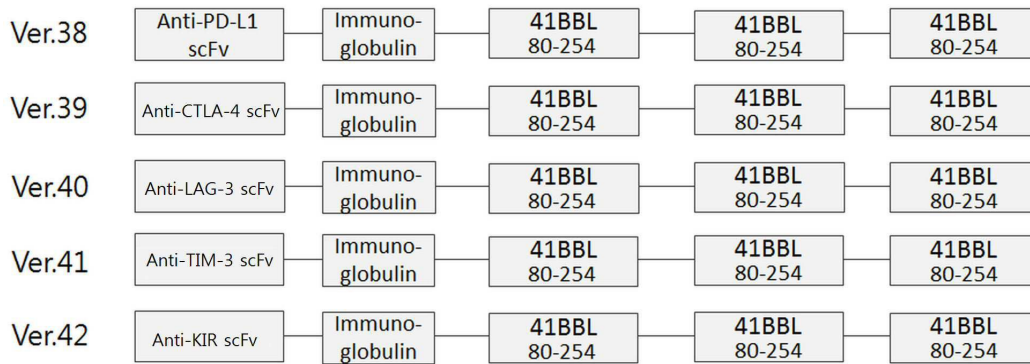 Ver.38
Anti-PD-L1
scFv
Immuno-
globulin
41BBL
80-254
41BBL
80-254
41BBL
80-254
Ver.39
Anti-CTLA-4 scFv
Immuno-
globulin
41BBL
80-254
41BBL
80-254
41BBL
80-254
Ver.40
Anti-LAG-3 scFv
Immuno-
globulin
41BBL
80-254
41BBL
80-254
41BBL
80-254
Ver.41
Anti-TIM-3 scFv
Immuno-
globulin
41BBL
80-254
41BBL
80-254
41BBL
80-254
Ver.42
Anti-KIR scFv
Immuno-
globulin
41BBL
80-254
41BBL
80-254
41BBL
80-254